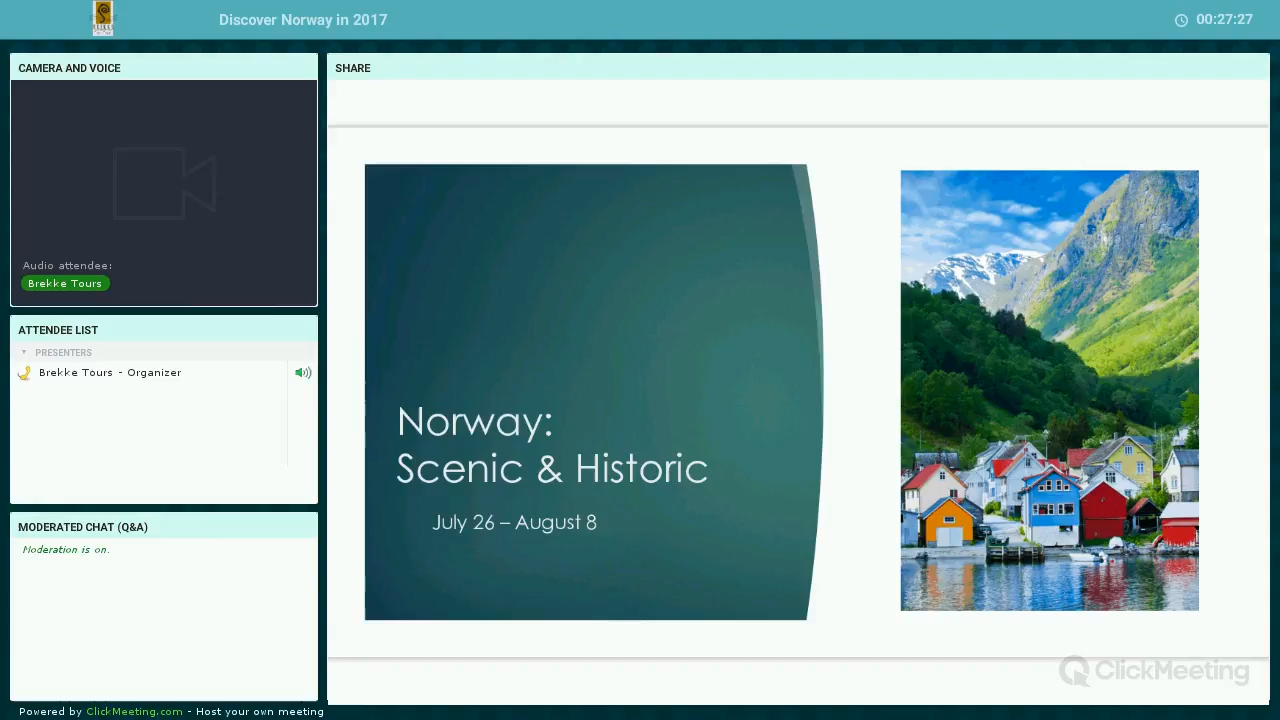 Discover Norway in 2017
00:27:27
CAMERA AND VOICE
Audio attendee:
Brekke Tours
ATTENDEE LIST
PRESENTERS
Brekke Tours - Organizer
MODERATED CHAT (Q&A)
Moderation is on.
Powered by ClickMeeting.com - Host your own meeting
SHARE
Norway:
Scenic & Historic
July 26 – August 8
ClickMeeting